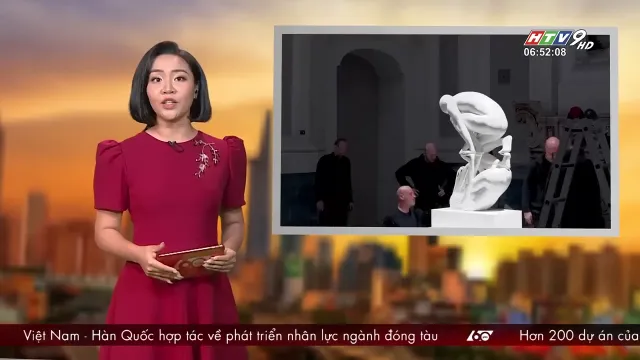 HTV9 HD
06:52:08
Việt Nam - Hàn Quốc hợp tác về phát triển nhân lực ngành đóng tàu
Hơn 200 dự án của